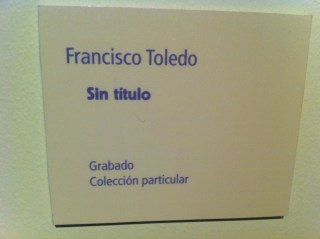 Francisco Toledo
Sin título
Grabado
Colección particular